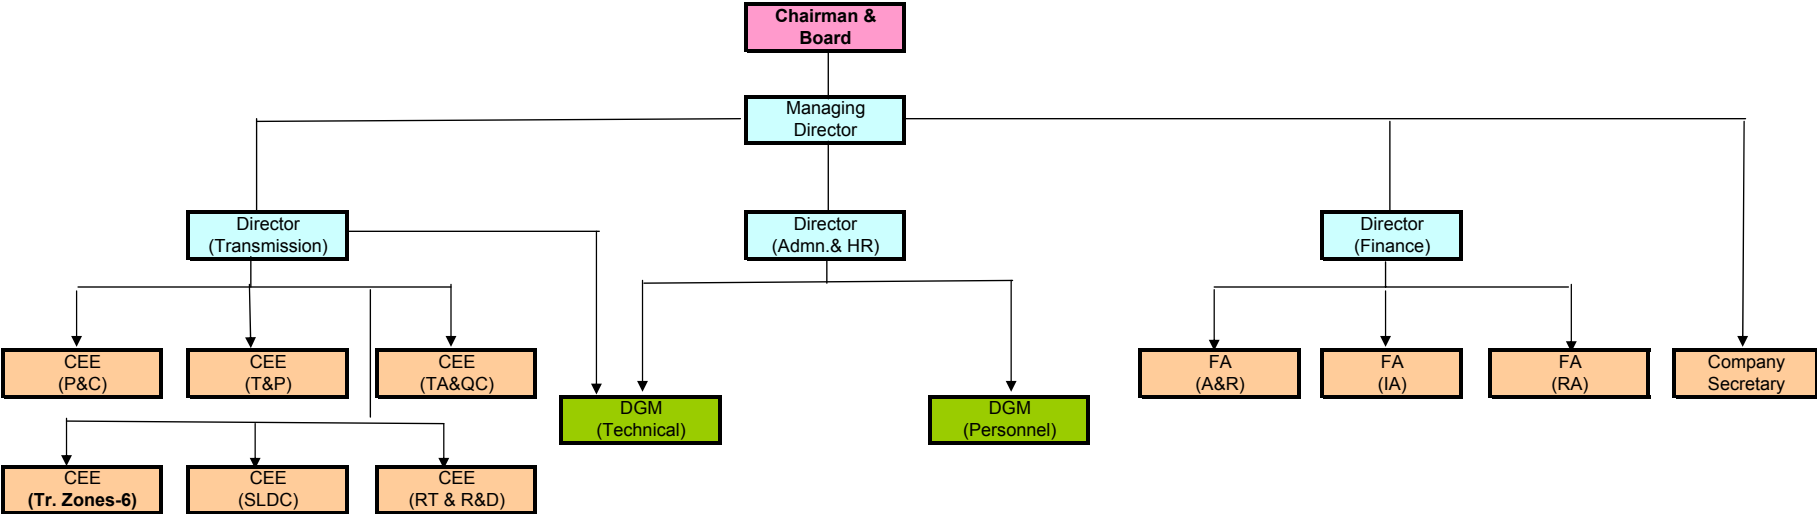 Chairman &
Board
Managing
Director
Director
(Transmission)
Director
(Admn.& HR)
Director
(Finance)
CEE
(P&C)
CEE
(T&P)
CEE
(TA&QC)
FA
(A&R)
FA
(IA)
FA
(RA)
Company
Secretary
DGM
(Technical)
DGM
(Personnel)
CEE
(Tr. Zones-6)
CEE
(SLDC)
CEE
(RT & R&D)